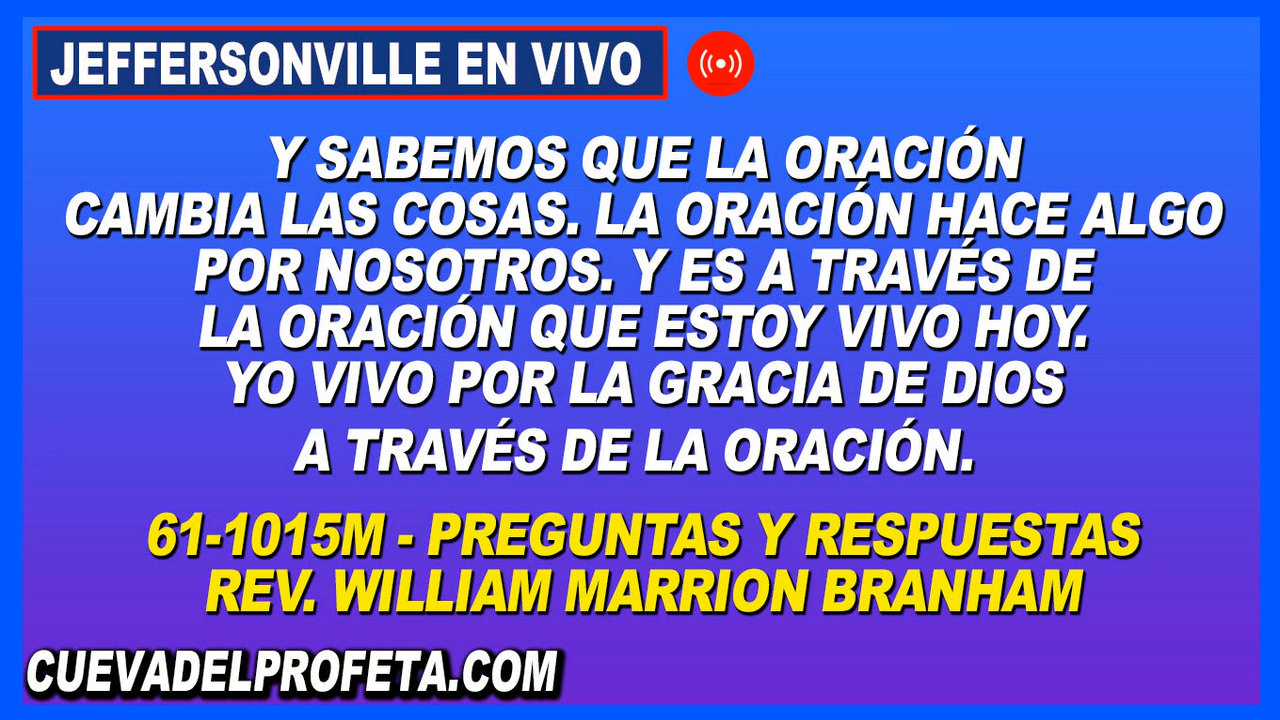 JEFFERSONVILLE EN VIVO
Y SABEMOS QUE LA ORACIÓN
CAMBIA LAS COSAS. LA ORACIÓN HACE ALGO
POR NOSOTROS. Y ES A TRAVÉS DE
LA ORACIÓN QUE ESTOY VIVO HOY.
YO VIVO POR LA GRACIA DE DIOS
A TRAVÉS DE LA ORACIÓN.
61-1015M - PREGUNTAS Y RESPUESTAS
REV. WILLIAM MARRION BRANHAM
CUEVADELPROFETA.COM